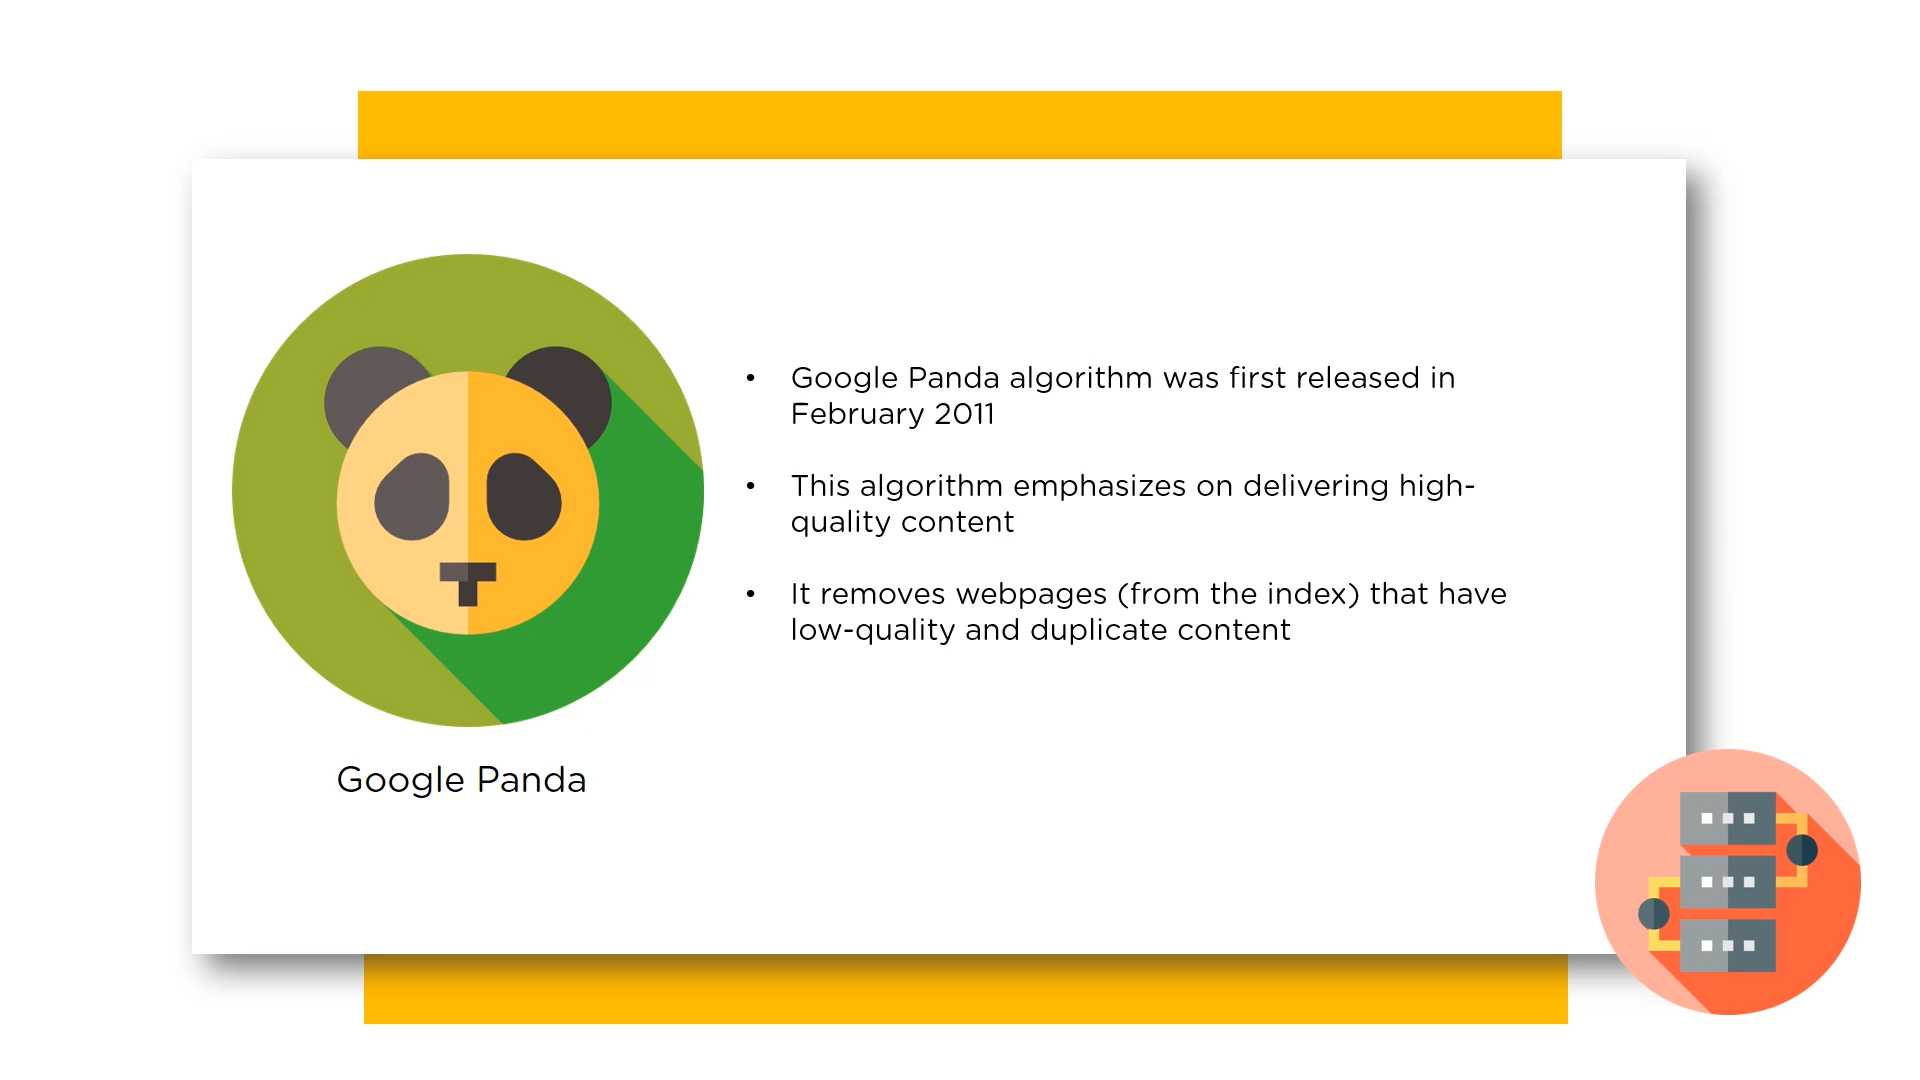 • Google Panda algorithm was first released in
February 2011
• This algorithm emphasizes on delivering high-
quality content
• It removes webpages (from the index) that have
low-quality and duplicate content
Google Panda